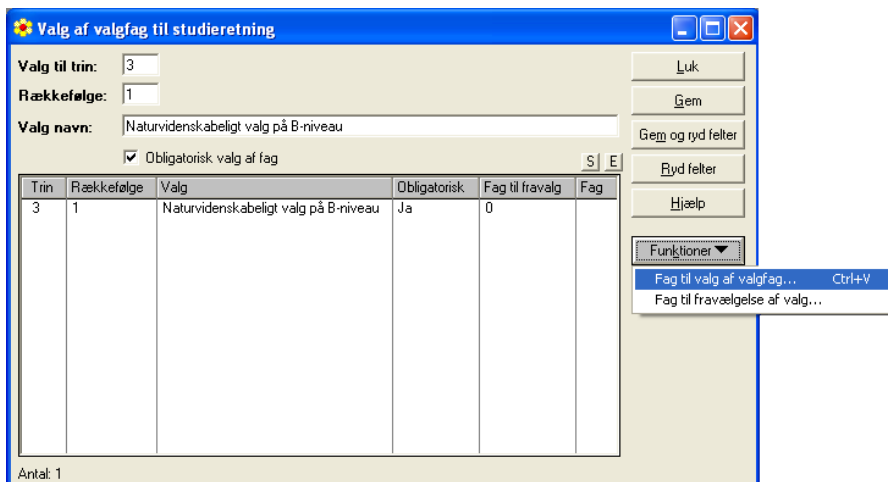 Valg af valgfag til studieretning
Valg til trin: 3
Rækkefølge: 1
Valg navn: Naturvidenskabeligt valg på B-niveau
Obligatorisk valg af fag
S E
Trin Rækkefølge Valg Obligatorisk Fag til fravalg Fag
3 1 Naturvidenskabeligt valg på B-niveau Ja 0
Antal: 1
Luk
Gem
Gem og ryd felter
Ryd felter
Hjælp
Funktioner
Fag til valg af valgfag... Ctrl+V
Fag til fravælgelse af valg...